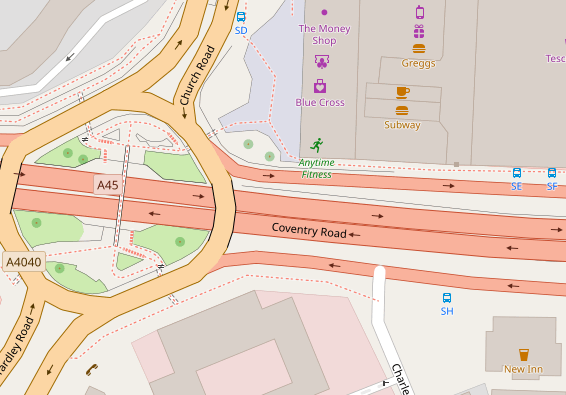 SD
The Money
Shop
Church Road
Greggs
Tesc
Blue Cross
Subway
Anytime
Fitness
SE
SF
A45
Coventry Road
A4040
SH
ardley Road
New Inn
Charle